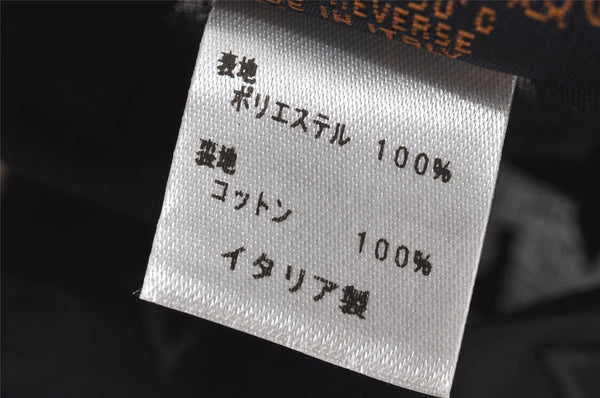 REVERSE C
表地
ポリエステル 100%
裏地
コットン 100%
イタリア製